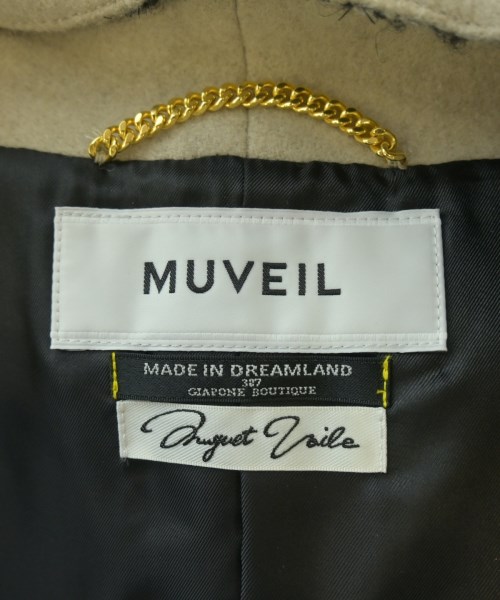 MUVEIL
MADE IN DREAMLAND
387
GIAPONE BOUTIQUE
Muguet Voile